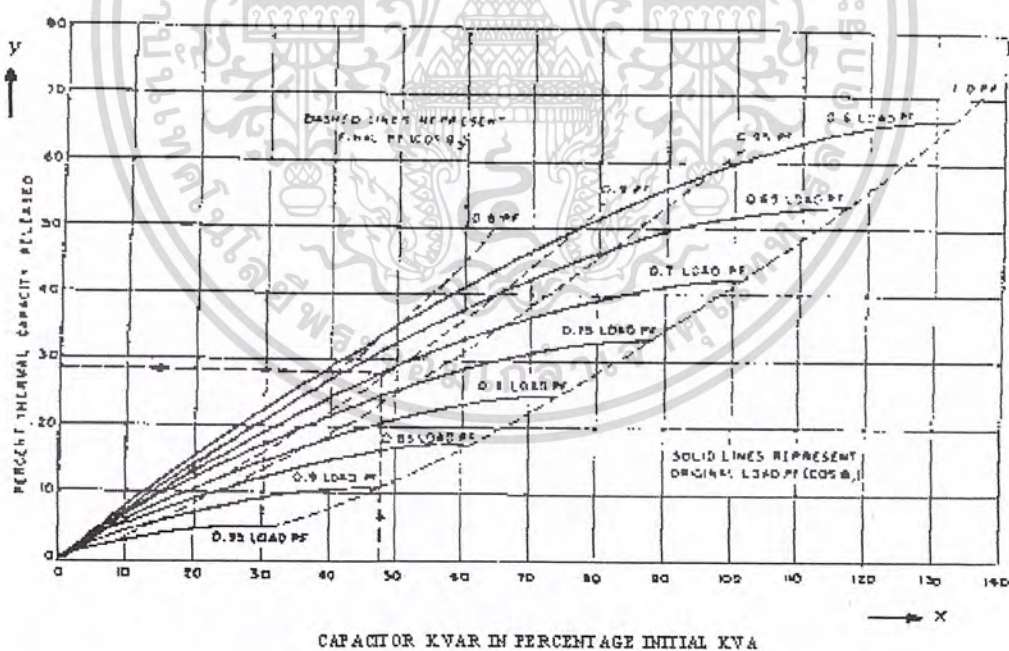 y
80
70
60
50
40
30
20
10
0
PERCENT THERMAL CAPACITY RELEASED
DASHED LINES REPRESENT
FINAL PF (COS θ
1.0 PF
0.6 LOAD PF
0.95 PF
0.9 PF
0.65 LOAD PF
0.8 PF
0.7 LOAD PF
0.75 LOAD PF
0.8 LOAD PF
0.85 LOAD PF
0.9 LOAD PF
0.95 LOAD PF
SOLID LINES REPRESENT
ORIGINAL LOAD PF (COS θ
0 10 20 30 40 50 60 70 80 90 100 110 120 130 140
x
CAPACITOR KVAR IN PERCENTAGE INITIAL KVA